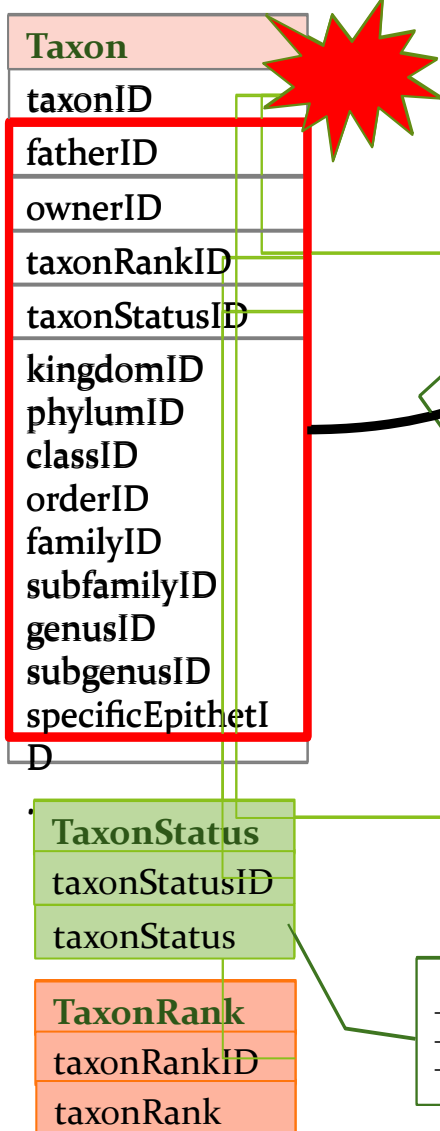 Taxon
taxonID
fatherID
ownerID
taxonRankID
taxonStatusID
kingdomID
phylumID
classID
orderID
familyID
subfamilyID
genusID
subgenusID
specificEpithetI
D
.
TaxonStatus
taxonStatusID
taxonStatus
TaxonRank
taxonRankID
taxonRank